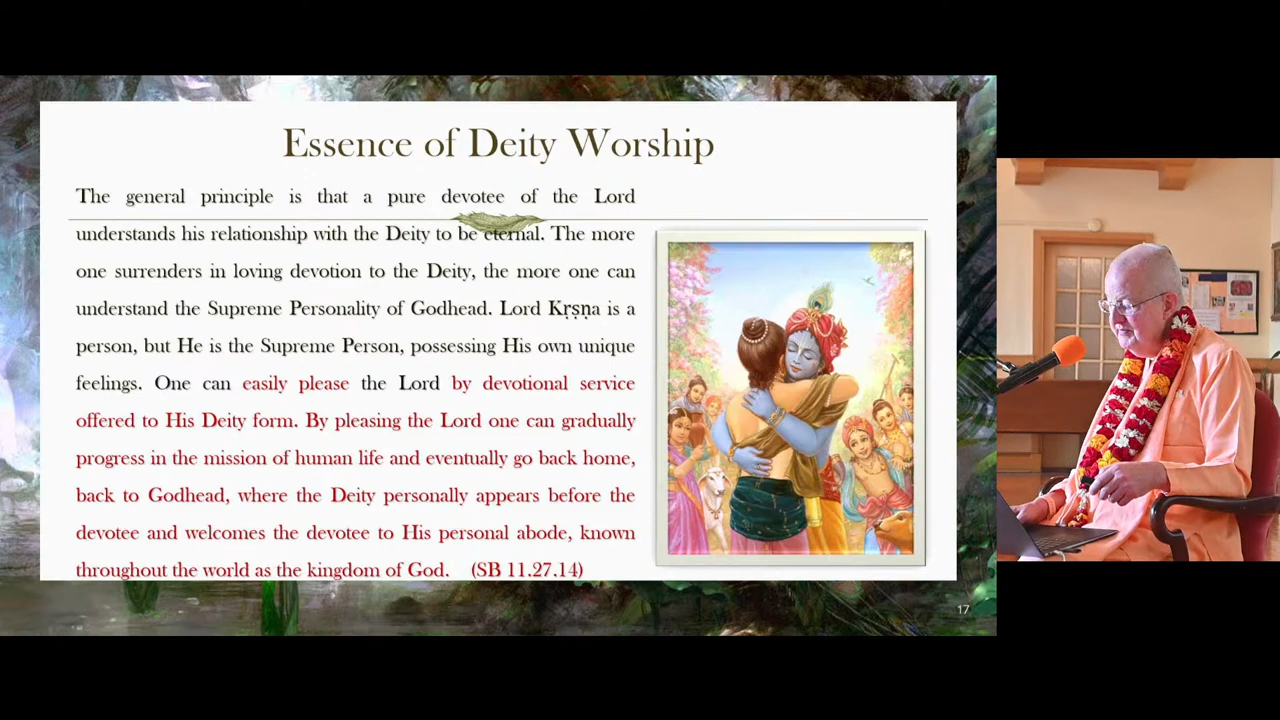 Essence of Deity Worship
The general principle is that a pure devotee of the Lord
understands his relationship with the Deity to be eternal. The more
one surrenders in loving devotion to the Deity, the more one can
understand the Supreme Personality of Godhead. Lord Kṛṣṇa is a
person, but He is the Supreme Person, possessing His own unique
feelings. One can easily please the Lord by devotional service
offered to His Deity form. By pleasing the Lord one can gradually
progress in the mission of human life and eventually go back home,
back to Godhead, where the Deity personally appears before the
devotee and welcomes the devotee to His personal abode, known
throughout the world as the kingdom of God. (SB 11.27.14)
17